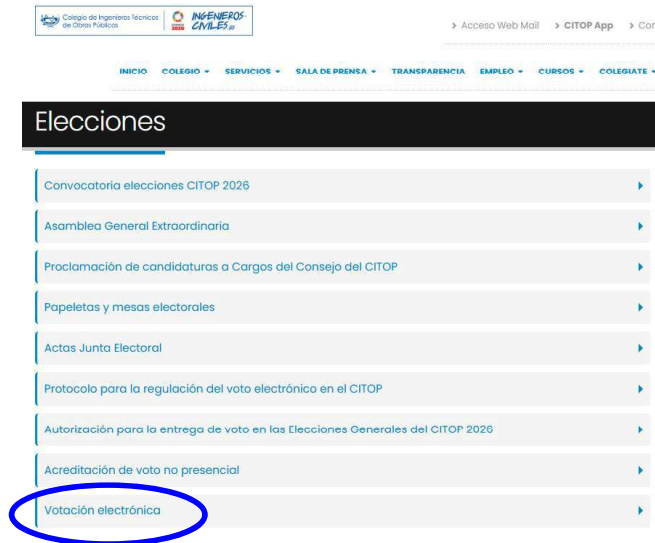 Colegio de Ingenieros Técnicos
de Obras Públicas
INGENIEROS-
CIVILES.es
Acceso Web Mail
CITOP App
INICIO COLEGIO SERVICIOS SALA DE PRENSA TRANSPARENCIA EMPLEO CURSOS COLEGIATE
Elecciones
Convocatoria elecciones CITOP 2026
Asamblea General Extraordinaria
Proclamación de candidaturas a Cargos del Consejo del CITOP
Papeletas y mesas electorales
Actas Junta Electoral
Protocolo para la regulación del voto electrónico en el CITOP
Autorización para la entrega de voto en las Elecciones Generales del CITOP 2026
Acreditación de voto no presencial
Votación electrónica